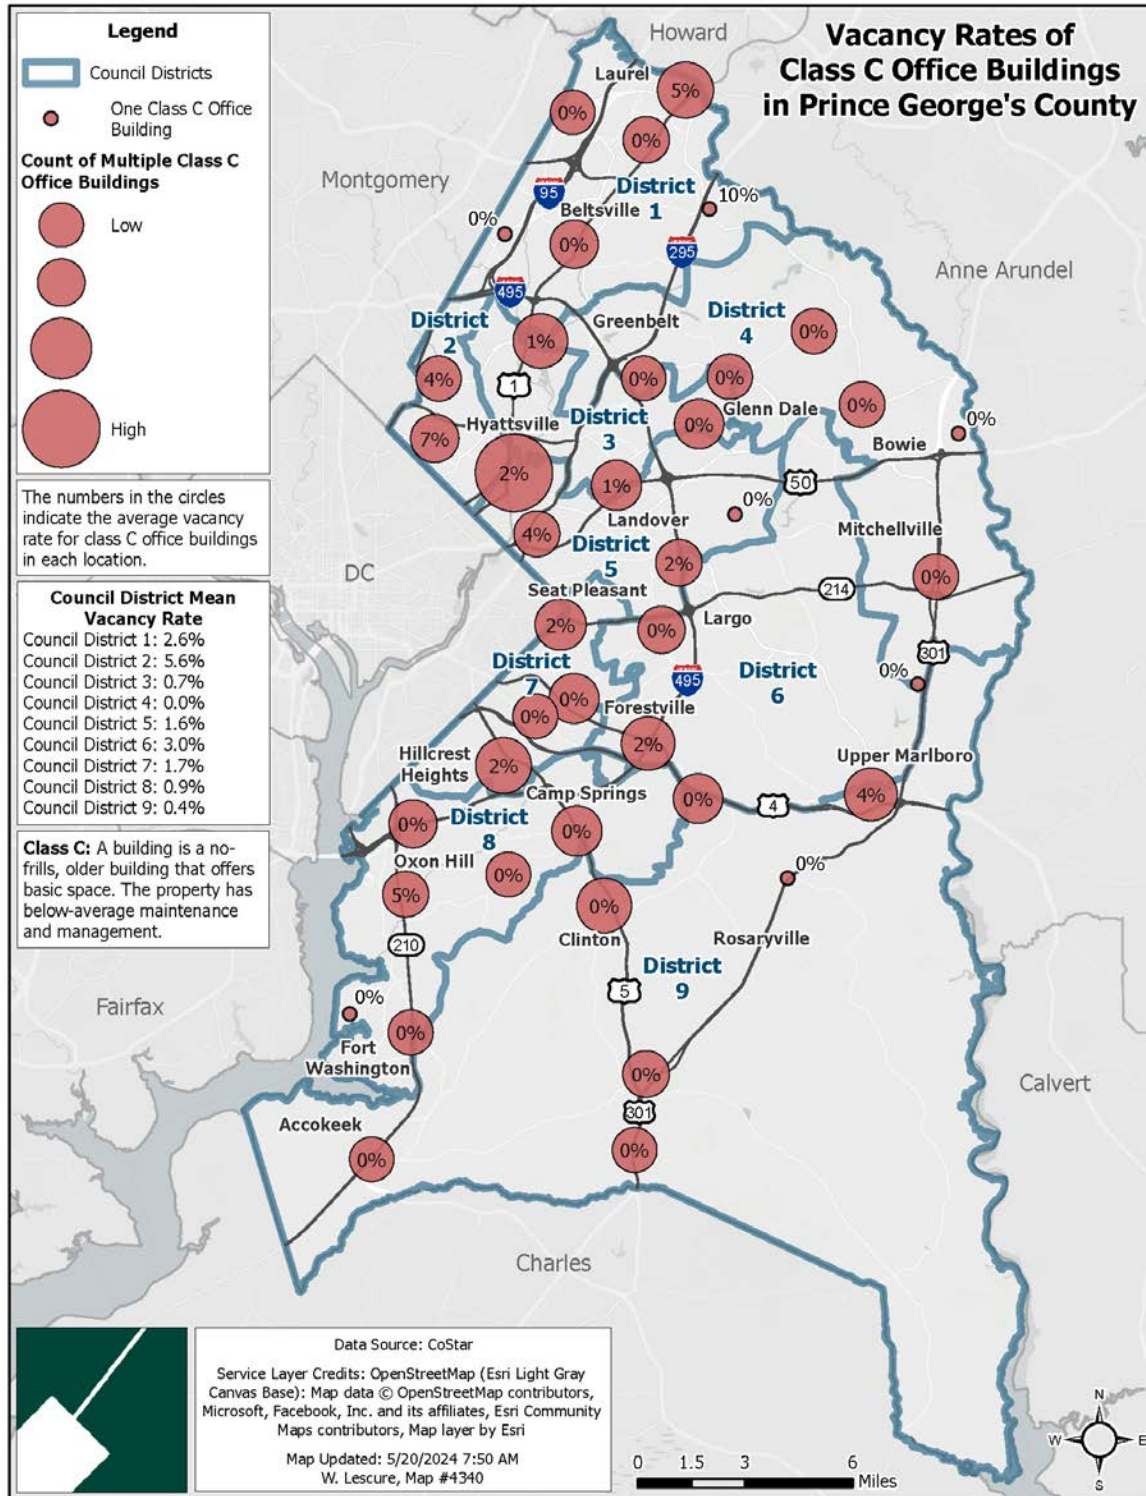 Vacancy Rates of
Class C Office Buildings
in Prince George's County
Legend
Council Districts
One Class C Office
Building
Count of Multiple Class C
Office Buildings
Low
High
The numbers in the circles
indicate the average vacancy
rate for class C office buildings
in each location.
Council District Mean
Vacancy Rate
Council District 1: 2.6%
Council District 2: 5.6%
Council District 3: 0.7%
Council District 4: 0.0%
Council District 5: 1.6%
Council District 6: 3.0%
Council District 7: 1.7%
Council District 8: 0.9%
Council District 9: 0.4%
Class C: A building is a no-
frills, older building that offers
basic space. The property has
below-average maintenance
and management.
Howard
Laurel
5%
0%
0%
Montgomery
95
District
1
10%
Beltsville
0%
0%
295
Anne Arundel
495
District
2
Greenbelt
District
4
0%
1%
4%
1
0%
0%
Glenn Dale
0%
0%
Hyattsville
District
3
0%
7%
Bowie
0%
2%
1%
50
0%
Landover
Mitchellville
4%
District
5
2%
DC
0%
Seat Pleasant
214
2%
0%
Largo
301
District
7
495
District
6
0%
0%
0%
Forestville
2%
Hillcrest
Heights
2%
Upper Marlboro
Camp Springs
0%
4
4%
0%
District
8
0%
Oxon Hill
0%
0%
5%
0%
Clinton
Rosaryville
210
District
9
5
Fairfax
0%
0%
Fort
Washington
0%
Calvert
301
Accokeek
0%
0%
Charles
Data Source: CoStar
Service Layer Credits: OpenStreetMap (Esri Light Gray
Canvas Base): Map data © OpenStreetMap contributors,
Microsoft, Facebook, Inc. and its affiliates, Esri Community
Maps contributors, Map layer by Esri
Map Updated: 5/20/2024 7:50 AM
W. Lescure, Map #4340
0 1.5 3 6
Miles
N
W E
S